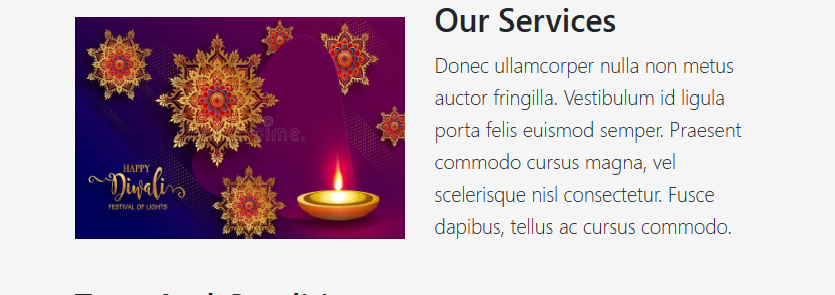 Our Services
Donec ullamcorper nulla non metus
auctor fringilla. Vestibulum id ligula
porta felis euismod semper. Praesent
commodo cursus magna, vel
scelerisque nisl consectetur. Fusce
dapibus, tellus ac cursus commodo.
HAPPY
Diwali
FESTIVAL OF LIGHTS